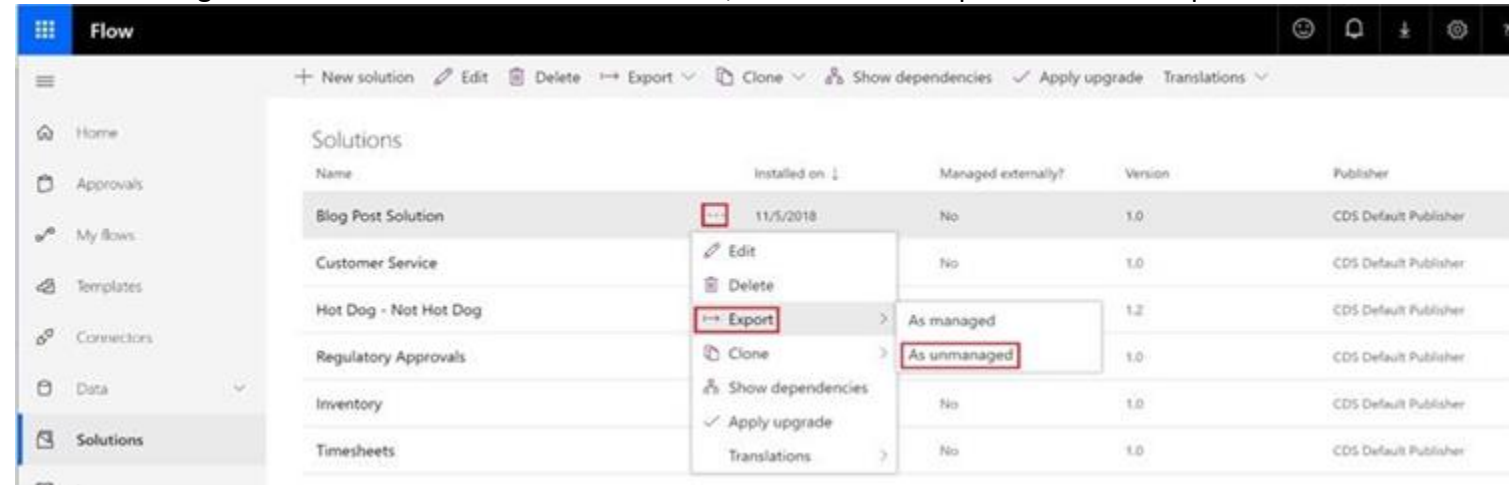 Flow
+ New solution Edit Delete Export Clone Show dependencies Apply upgrade Translations
Home
Approvals
My flows
Templates
Connectors
Data
Solutions
Solutions
Name Installed on ↓ Managed externally? Version Publisher
Blog Post Solution ... 11/5/2018 No 1.0 CDS Default Publisher
Customer Service No 1.0 CDS Default Publisher
Hot Dog - Not Hot Dog 1.2 CDS Default Publisher
Regulatory Approvals 1.0 CDS Default Publisher
Inventory No 1.0 CDS Default Publisher
Timesheets No 1.0 CDS Default Publisher
Edit
Delete
Export
Clone
Show dependencies
Apply upgrade
Translations
As managed
As unmanaged